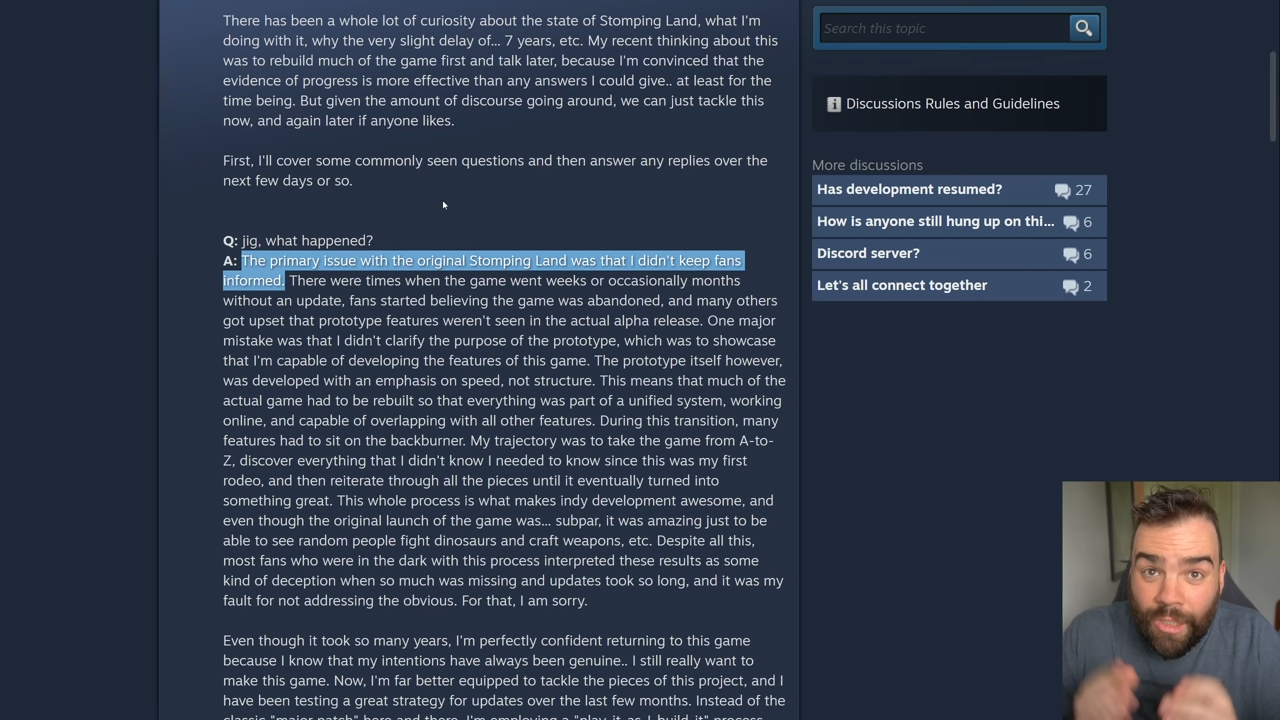 There has been a whole lot of curiosity about the state of Stomping Land, what I'm
doing with it, why the very slight delay of... 7 years, etc. My recent thinking about this
was to rebuild much of the game first and talk later, because I'm convinced that the
evidence of progress is more effective than any answers I could give.. at least for the
time being. But given the amount of discourse going around, we can just tackle this
now, and again later if anyone likes.
First, I'll cover some commonly seen questions and then answer any replies over the
next few days or so.
Q: jig, what happened?
A: The primary issue with the original Stomping Land was that I didn't keep fans
informed. There were times when the game went weeks or occasionally months
without an update, fans started believing the game was abandoned, and many others
got upset that prototype features weren't seen in the actual alpha release. One major
mistake was that I didn't clarify the purpose of the prototype, which was to showcase
that I'm capable of developing the features of this game. The prototype itself however,
was developed with an emphasis on speed, not structure. This means that much of the
actual game had to be rebuilt so that everything was part of a unified system, working
online, and capable of overlapping with all other features. During this transition, many
features had to sit on the backburner. My trajectory was to take the game from A-to-
Z, discover everything that I didn't know I needed to know since this was my first
rodeo, and then reiterate through all the pieces until it eventually turned into
something great. This whole process is what makes indy development awesome, and
even though the original launch of the game was... subpar, it was amazing just to be
able to see random people fight dinosaurs and craft weapons, etc. Despite all this,
most fans who were in the dark with this process interpreted these results as some
kind of deception when so much was missing and updates took so long, and it was my
fault for not addressing the obvious. For that, I am sorry.
Even though it took so many years, I'm perfectly confident returning to this game
because I know that my intentions have always been genuine.. I still really want to
make this game. Now, I'm far better equipped to tackle the pieces of this project, and I
have been testing a great strategy for updates over the last few months. Instead of the
classic "major patch" here and there, I'm employing a "play-it-as-I-build-it" process
Search this topic
Discussions Rules and Guidelines
More discussions
Has development resumed? 27
How is anyone still hung up on thi... 6
Discord server? 6
Let's all connect together 2